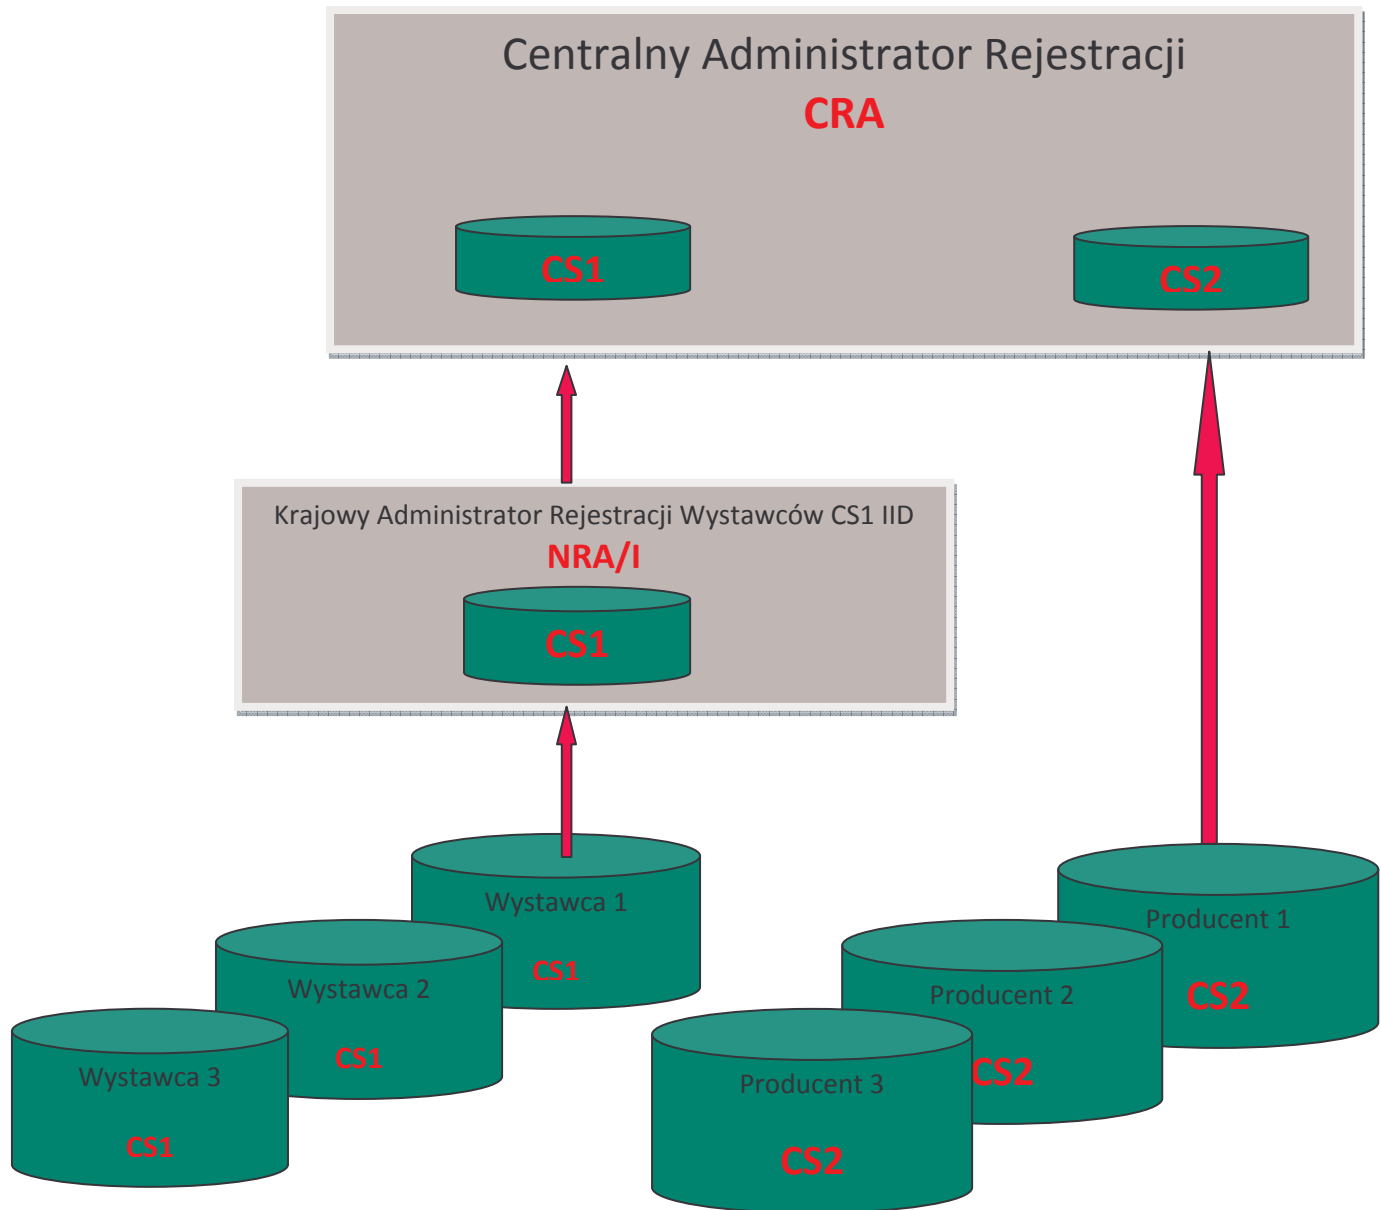 Centralny Administrator Rejestracji
CRA
CS1
CS2
Krajowy Administrator Rejestracji Wystawców CS1 IID
NRA/I
CS1
Wystawca 1
CS1
Wystawca 2
CS1
Wystawca 3
CS1
Producent 1
CS2
Producent 2
CS2
Producent 3
CS2